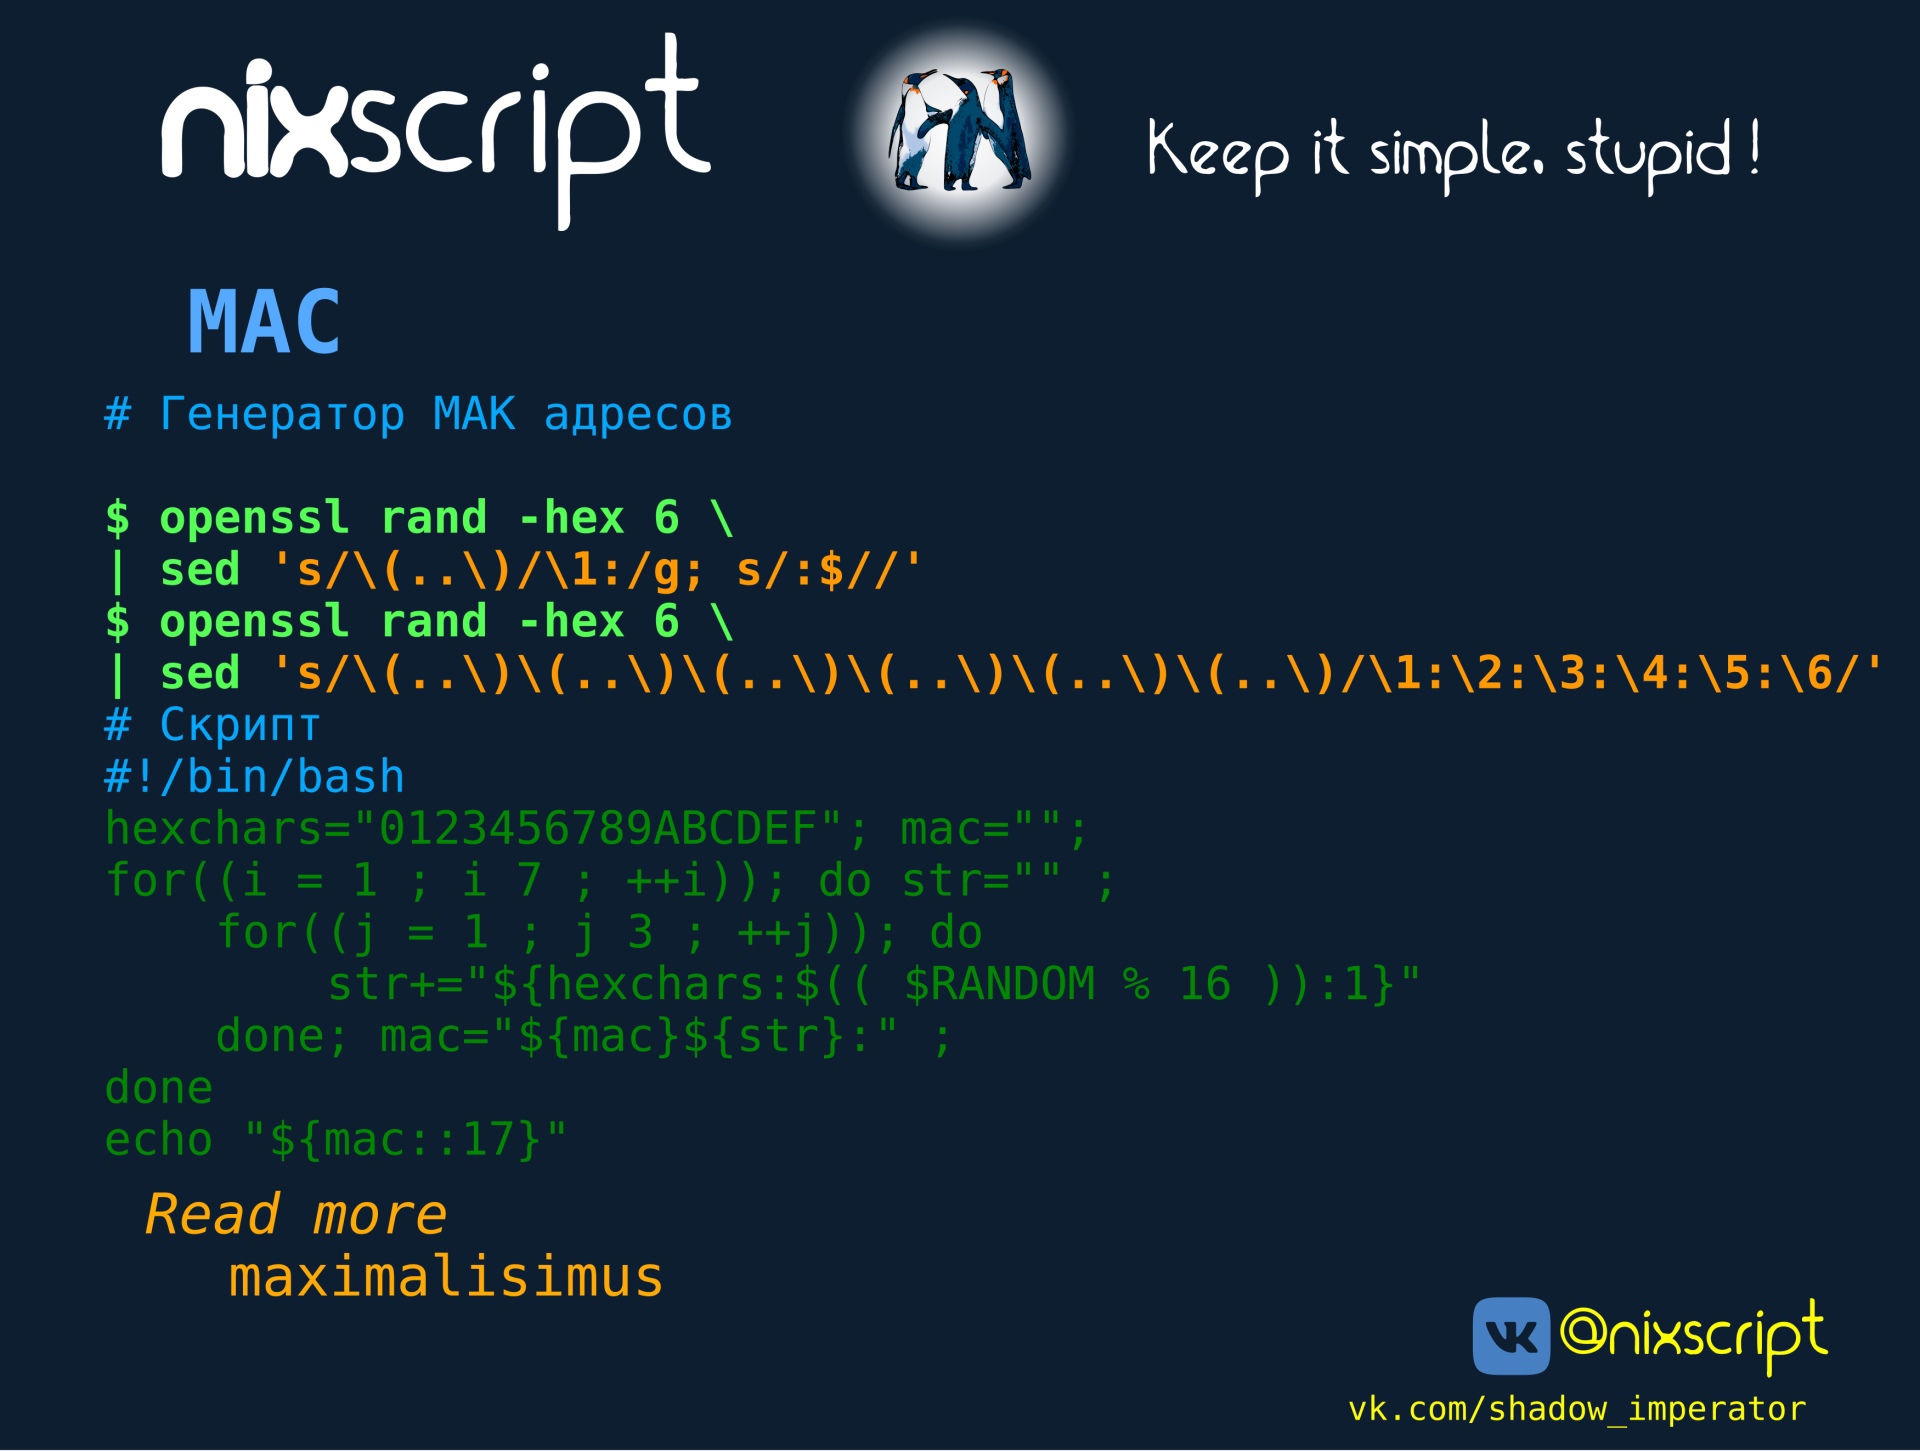 nixscript
Keep it simple, stupid !
MAC
# Генератор МАК адресов
$ openssl rand -hex 6 \
| sed 's/\(..\)/\1:/g; s/:$//'
$ openssl rand -hex 6 \
| sed 's/\(..\)\(..\)\(..\)\(..\)\(..\)\(..\)/\1:\2:\3:\4:\5:\6/'
# Скрипт
#!/bin/bash
hexchars="0123456789ABCDEF"; mac="";
for((i = 1 ; i 7 ; ++i)); do str="" ;
    for((j = 1 ; j 3 ; ++j)); do
        str+="${hexchars:$(( $RANDOM % 16 )):1}"
    done; mac="${mac}${str}:" ;
done
echo "${mac::17}"
Read more
maximalisimus
@nixscript
vk.com/shadow_imperator